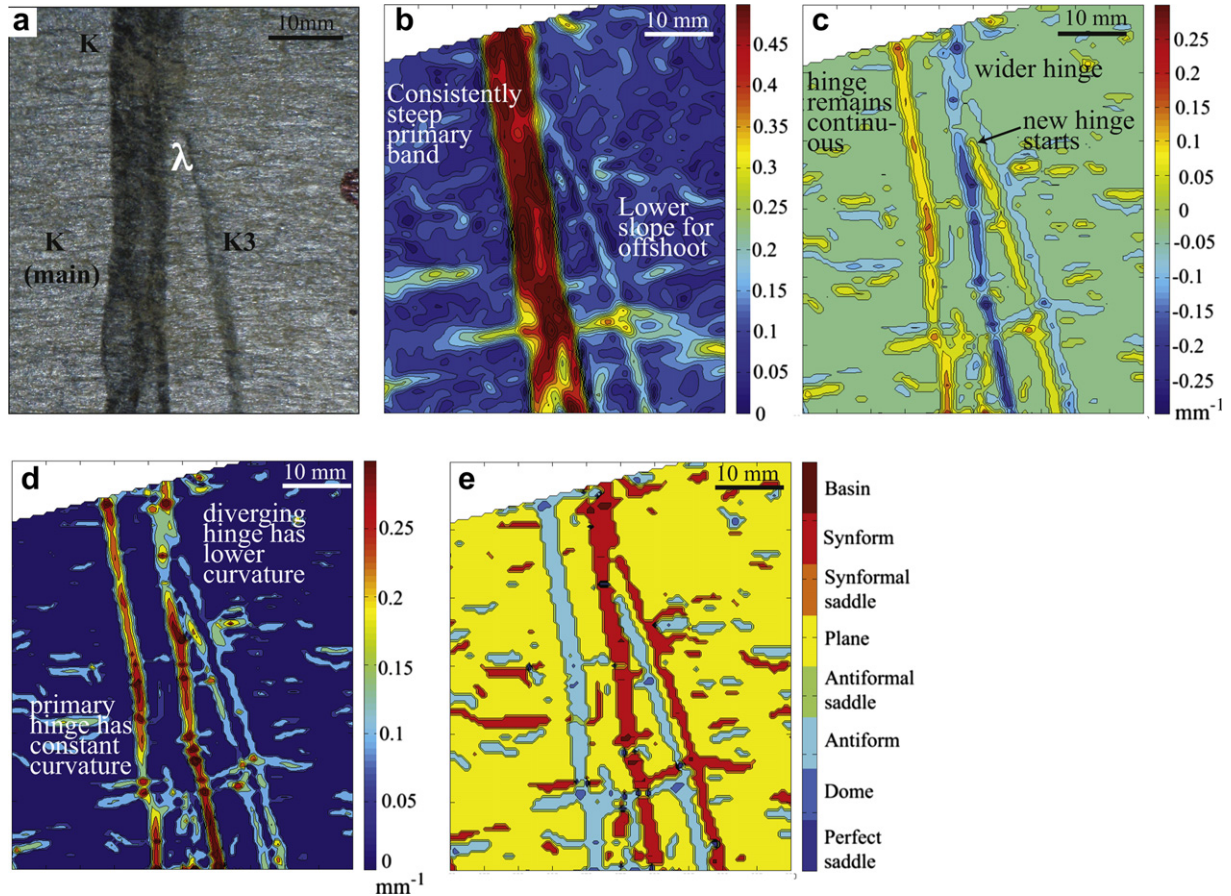 a
K
10mm
λ
K
(main)
K3
b
10 mm
Consistently
steep
primary
band
Lower
slope for
offshoot
0.45
0.4
0.35
0.3
0.25
0.2
0.15
0.1
0.05
0
c
10 mm
hinge
remains
continu-
ous
wider hinge
new hinge
starts
0.25
0.2
0.15
0.1
0.05
0
-0.05
-0.1
-0.15
-0.2
-0.25
mm-1
d
10 mm
diverging
hinge has
lower
curvature
primary
hinge has
constant
curvature
0.25
0.2
0.15
0.1
0.05
0
mm-1
e
10 mm
Basin
Synform
Synformal
saddle
Plane
Antiformal
saddle
Antiform
Dome
Perfect
saddle